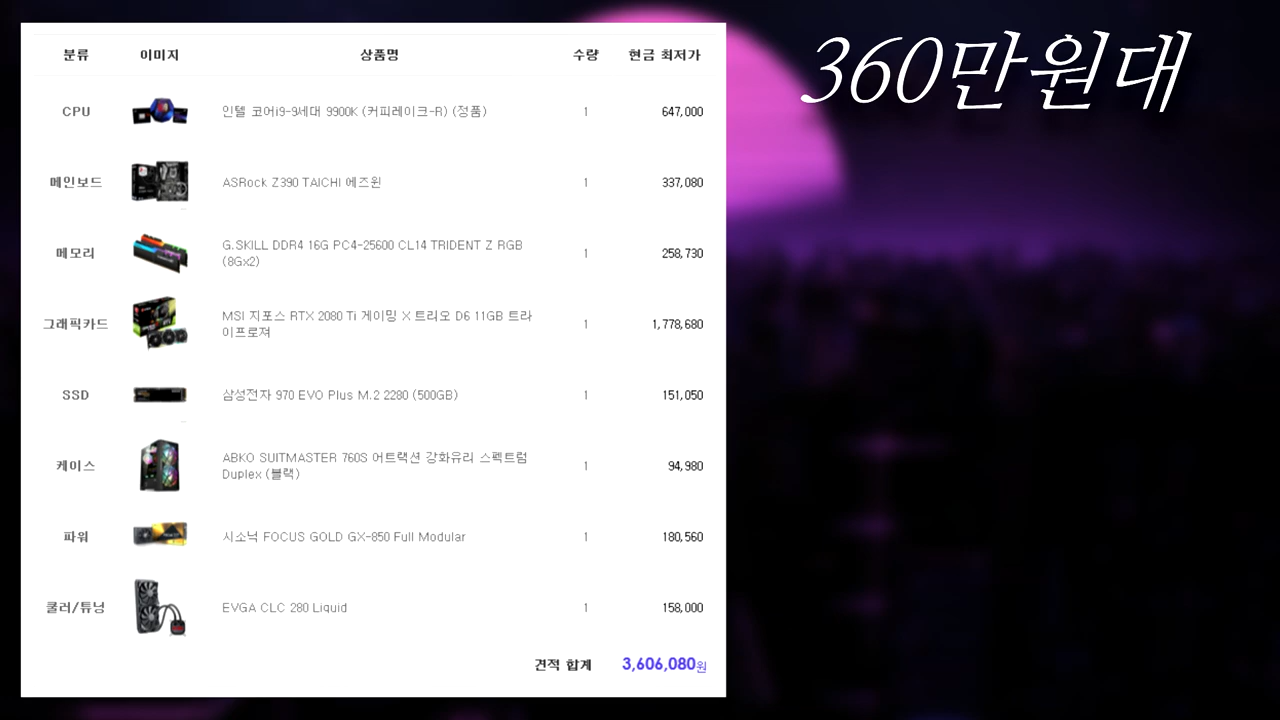 360만원대
분류 이미지 상품명 수량 현금 최저가
CPU 인텔 코어i9-9세대 9900K (커피레이크-R) (정품) 1 647,000
메인보드 ASRock Z390 TAICHI 에즈윈 1 337,080
메모리 G.SKILL DDR4 16G PC4-25600 CL14 TRIDENT Z RGB
(8Gx2) 1 258,730
그래픽카드 MSI 지포스 RTX 2080 Ti 게이밍 X 트리오 D6 11GB 트라
이프로져 1 1,778,680
SSD 삼성전자 970 EVO Plus M.2 2280 (500GB) 1 151,050
케이스 ABKO SUITMASTER 760S 어트랙션 강화유리 스펙트럼
Duplex (블랙) 1 94,980
파워 시소닉 FOCUS GOLD GX-850 Full Modular 1 180,560
쿨러/튜닝 EVGA CLC 280 Liquid 1 158,000
견적 합계 3,606,080원